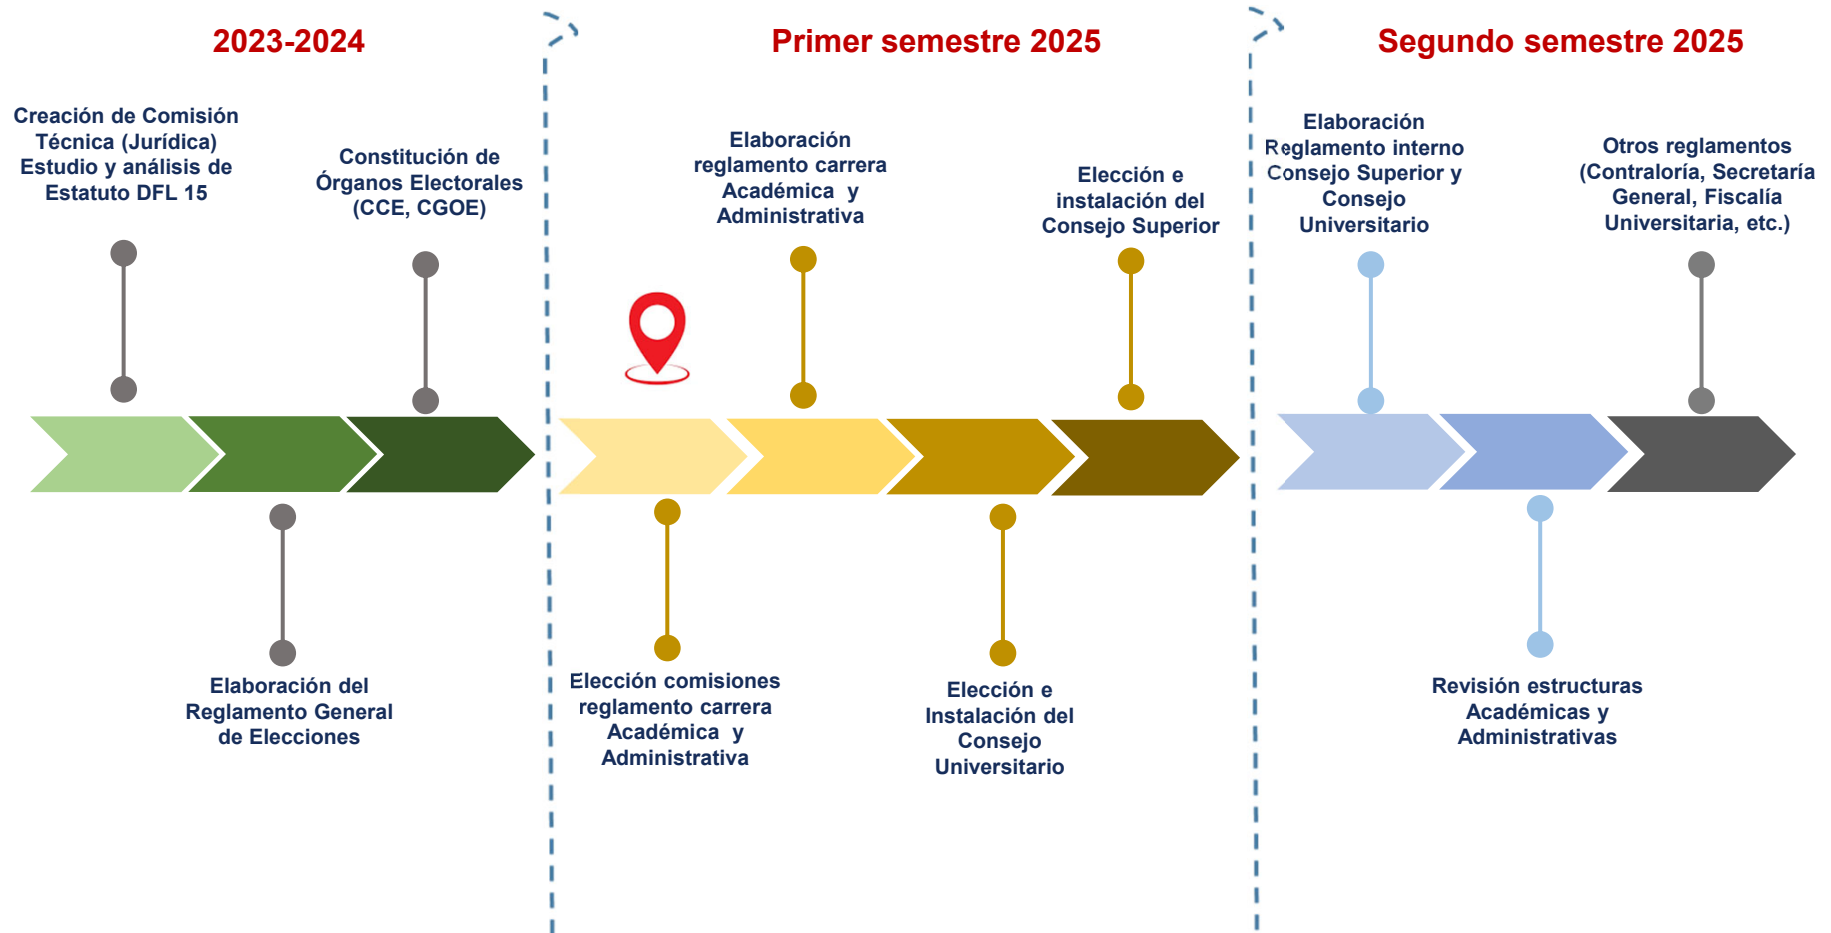 2023-2024
Creación de Comisión
Técnica (Jurídica)
Estudio y análisis de
Estatuto DFL 15
Constitución de
Órganos Electorales
(CCE, CGOE)
Elaboración del
Reglamento General
de Elecciones
Primer semestre 2025
Elaboración
reglamento carrera
Académica y
Administrativa
Elección e
instalación del
Consejo Superior
Elección comisiones
reglamento carrera
Académica y
Administrativa
Elección e
Instalación del
Consejo
Universitario
Segundo semestre 2025
Elaboración
Reglamento interno
Consejo Superior y
Consejo
Universitario
Otros reglamentos
(Contraloría, Secretaría
General, Fiscalía
Universitaria, etc.)
Revisión estructuras
Académicas y
Administrativas